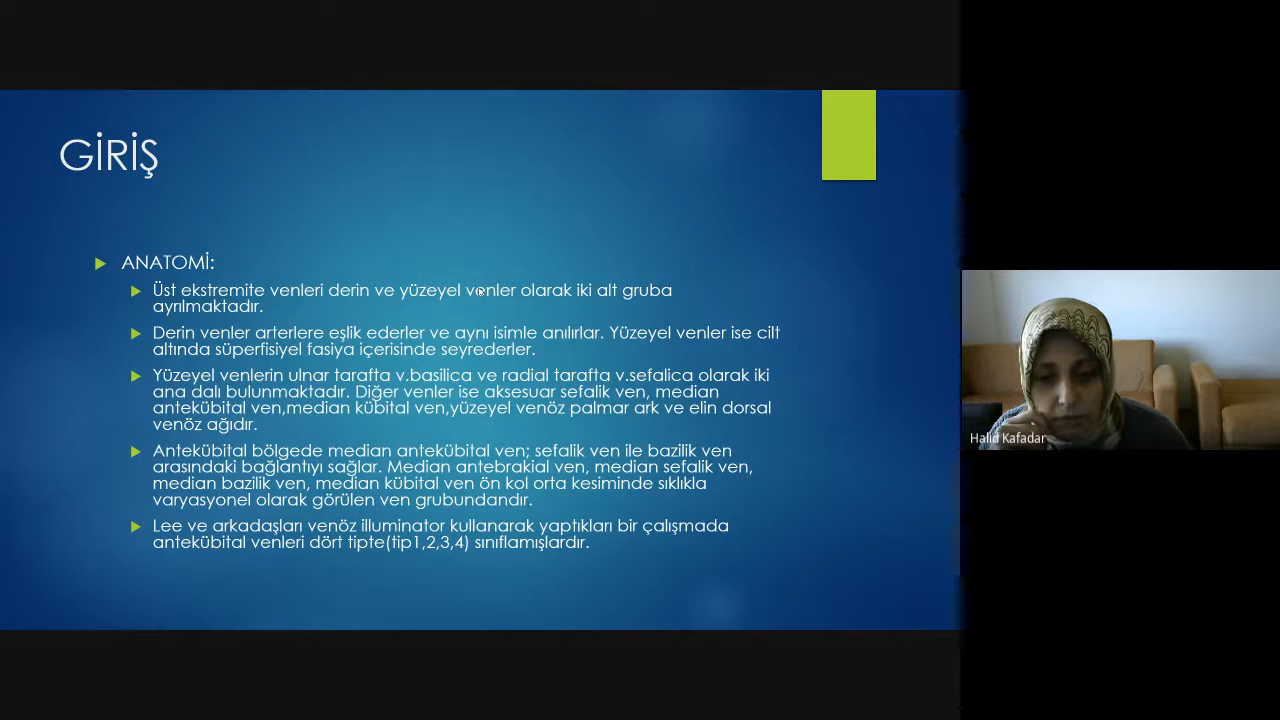 GİRİŞ
ANATOMİ:
Üst ekstremite venleri derin ve yüzeyel venler olarak iki alt gruba
ayrılmaktadır.
Derin venler arterlere eşlik ederler ve aynı isimle anılırlar. Yüzeyel venler ise cilt
altında süperfisiyel fasiya içerisinde seyrederler.
Yüzeyel venlerin ulnar tarafta v.basilica ve radial tarafta v.sefalica olarak iki
ana dalı bulunmaktadır. Diğer venler ise aksesuar sefalik ven, median
antekübital ven,median kübital ven,yüzeyel venöz palmar ark ve elin dorsal
venöz ağıdır.
Antekübital bölgede median antekübital ven; sefalik ven ile bazilik ven
arasındaki bağlantıyı sağlar. Median antebrakial ven, median sefalik ven,
median bazilik ven, median kübital ven ön kol orta kesiminde sıklıkla
varyasyonel olarak görülen ven grubundandır.
Lee ve arkadaşları venöz illuminator kullanarak yaptıkları bir çalışmada
antekübital venleri dört tipte(tip1,2,3,4) sınıflamışlardır.
Halid Kafadar